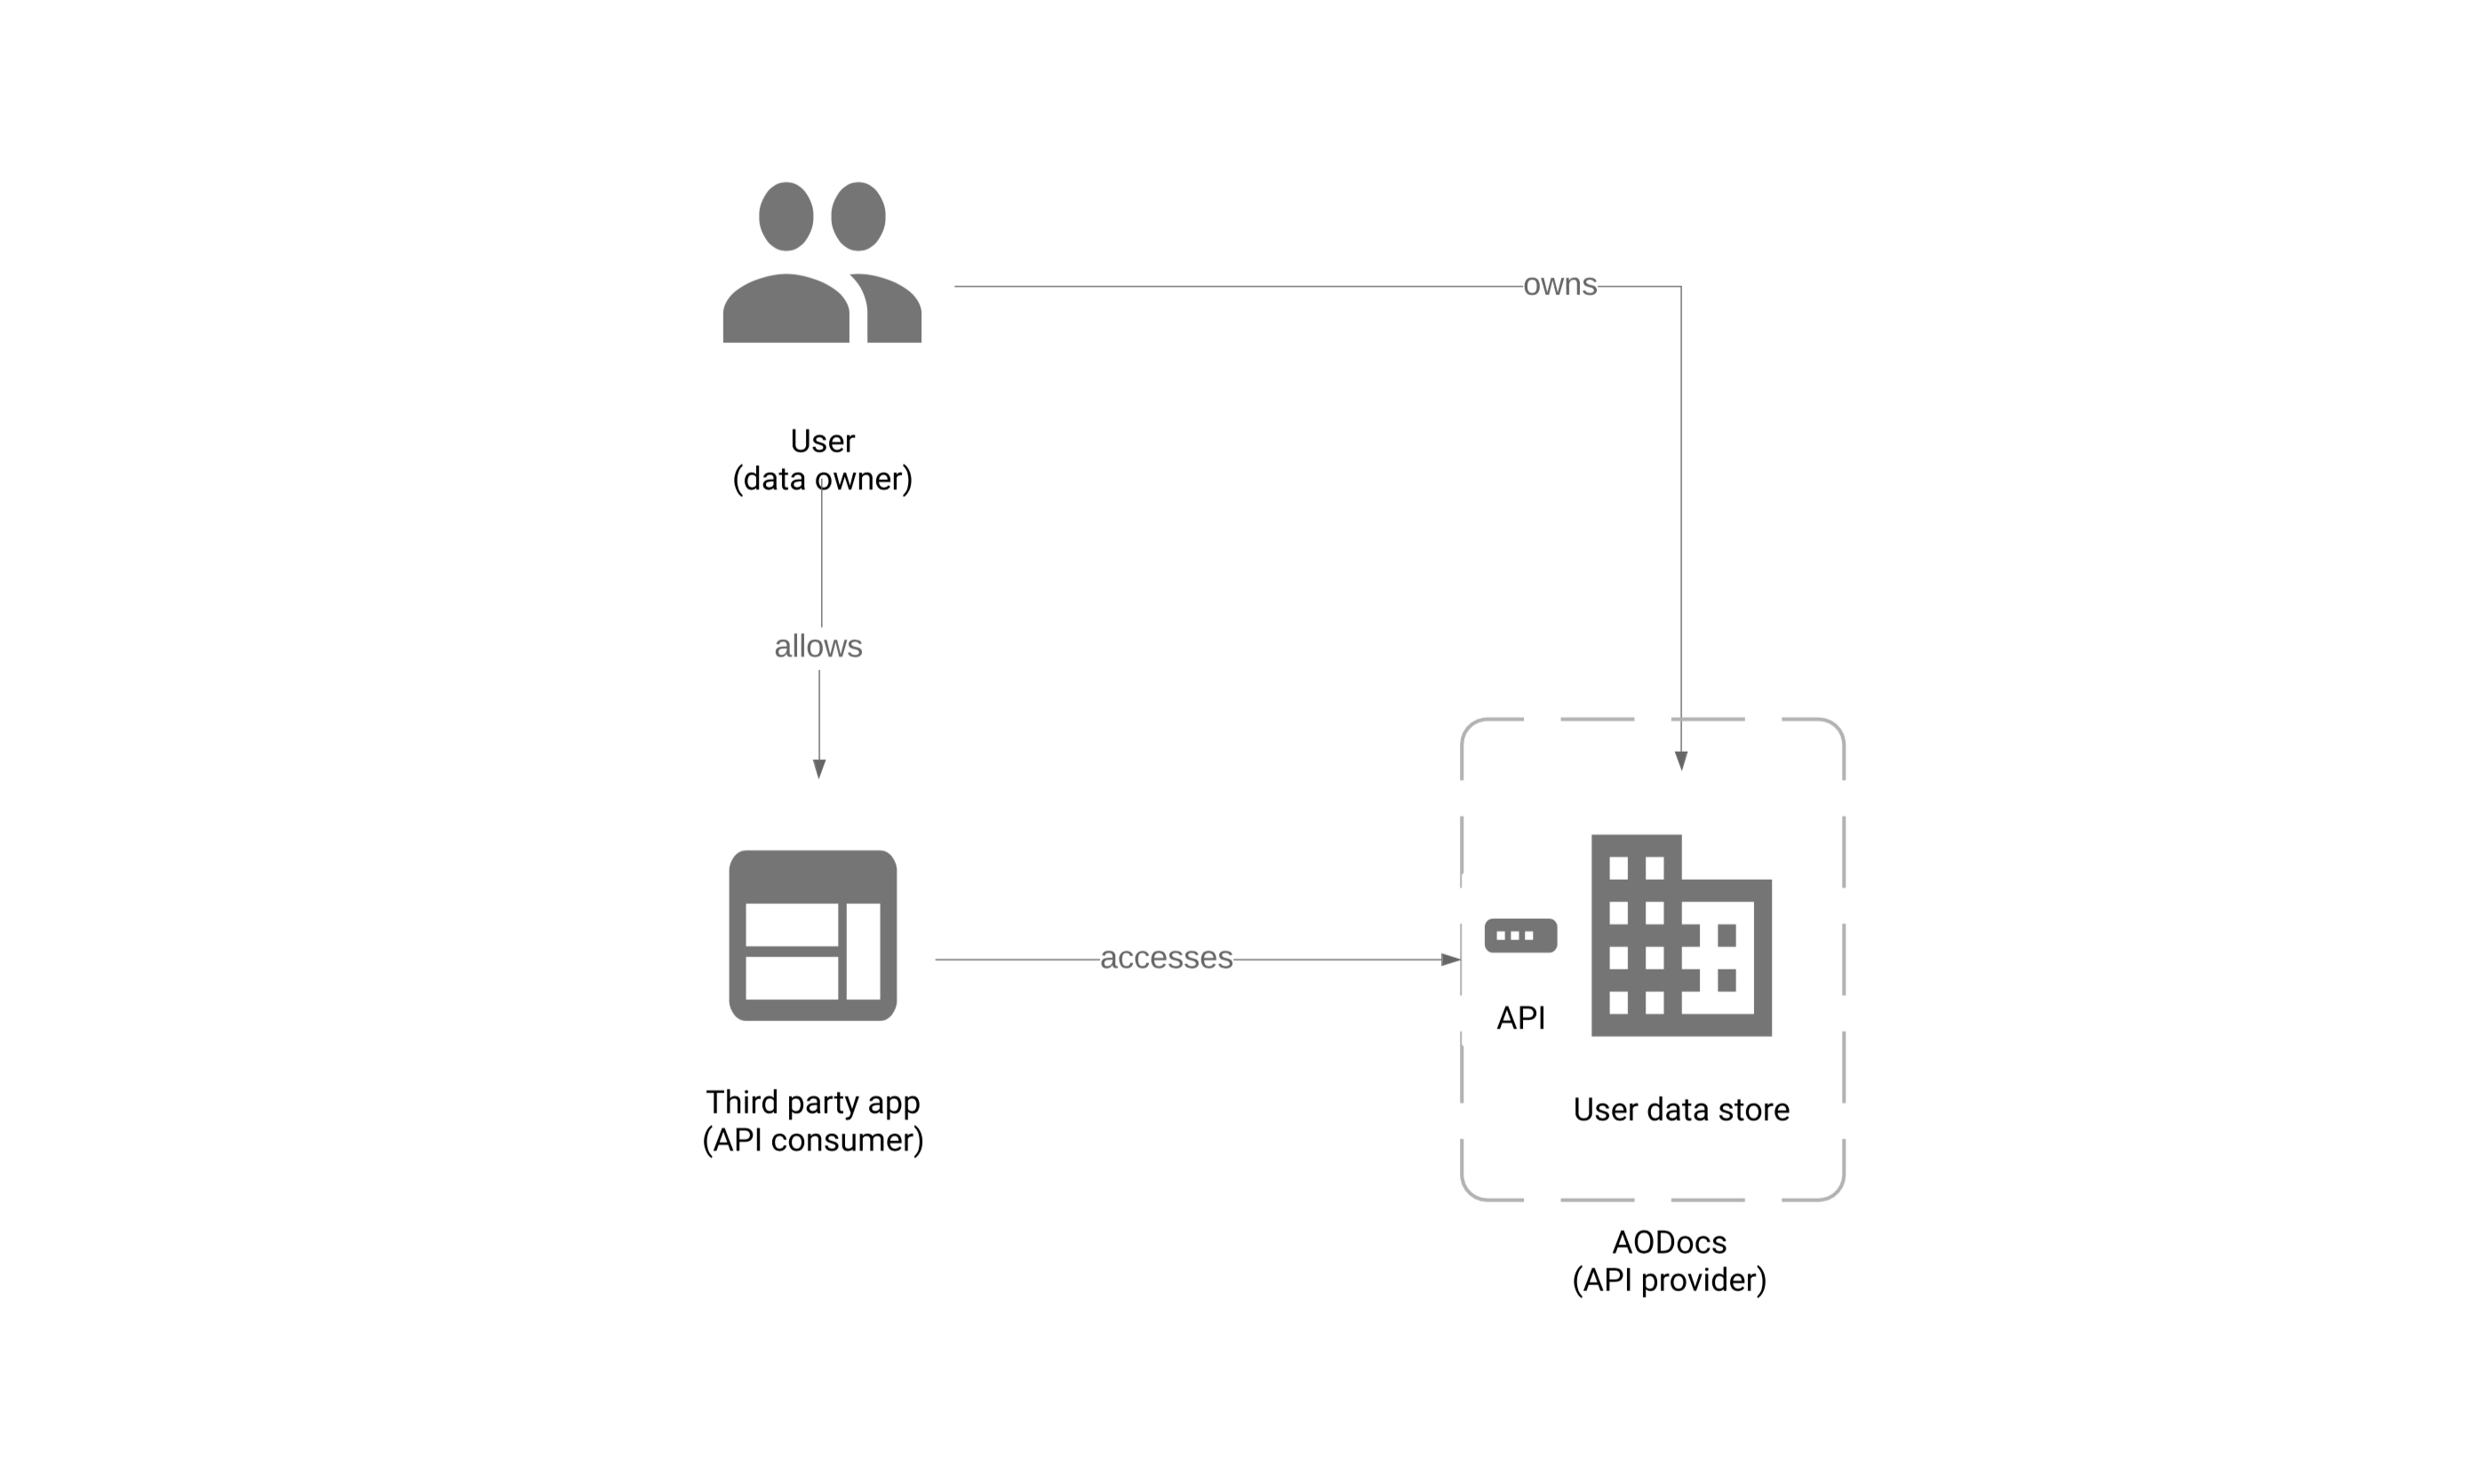 owns
User
(data owner)
allows
accesses
API
Third party app
(API consumer)
User data store
AODocs
(API provider)